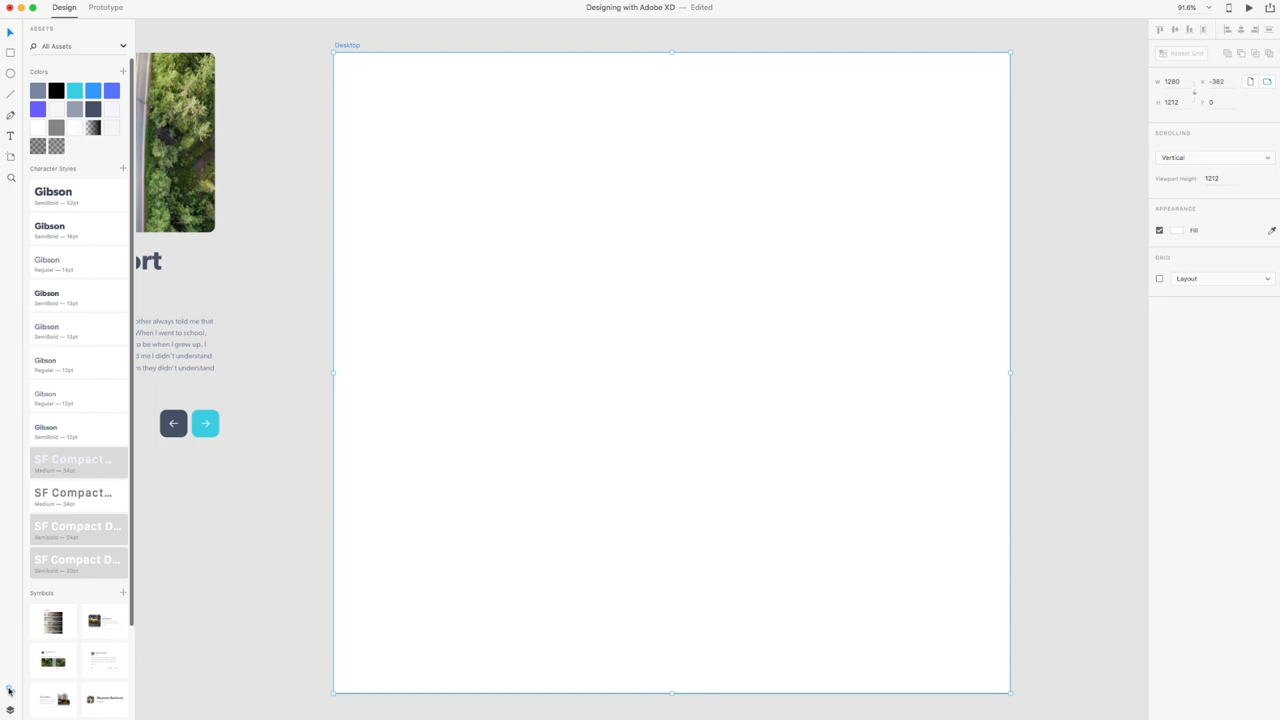 Design
Prototype
Designing with Adobe XD — Edited
91.6%
ASSETS
All Assets
Colors
Character Styles
Gibson
SemiBold — 52pt
Gibson
SemiBold — 16pt
Gibson
Regular — 14pt
Gibson
SemiBold — 13pt
Gibson
SemiBold — 13pt
Gibson
Regular — 12pt
Gibson
Regular — 12pt
Gibson
SemiBold — 12pt
SF Compact...
Medium — 34pt
SF Compact...
Medium — 34pt
SF Compact D...
Semibold — 24pt
SF Compact D...
Semibold — 20pt
Symbols
ort
other always told me that
When I went to school,
to be when I grew up. I
d me I didn't understand
m they didn't understand
Desktop
Repeat Grid
W 1280 X -382
H 1212 Y 0
SCROLLING
Vertical
Viewport Height 1212
APPEARANCE
Fill
GRID
Layout